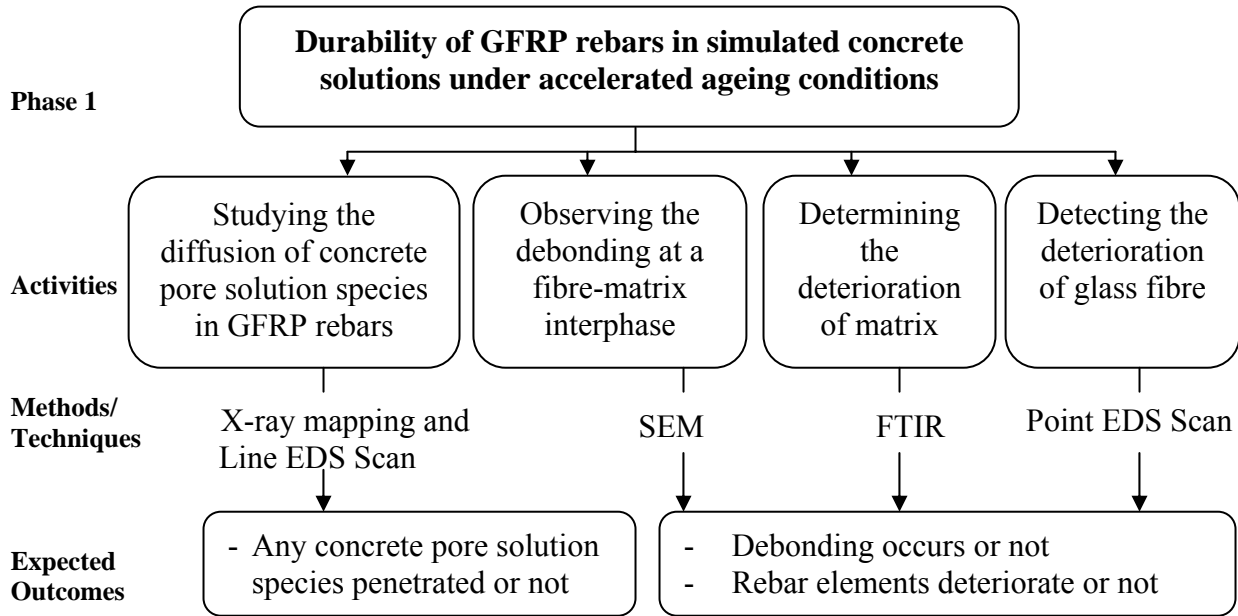 Durability of GFRP rebars in simulated concrete
solutions under accelerated ageing conditions
Phase 1
Studying the
diffusion of concrete
pore solution species
in GFRP rebars
Observing the
debonding at a
fibre-matrix
interphase
Determining
the
deterioration
of matrix
Detecting the
deterioration
of glass fibre
Activities
Methods/
Techniques
X-ray mapping and
Line EDS Scan
SEM
FTIR
Point EDS Scan
Expected
Outcomes
- Any concrete pore solution
species penetrated or not
- Debonding occurs or not
- Rebar elements deteriorate or not